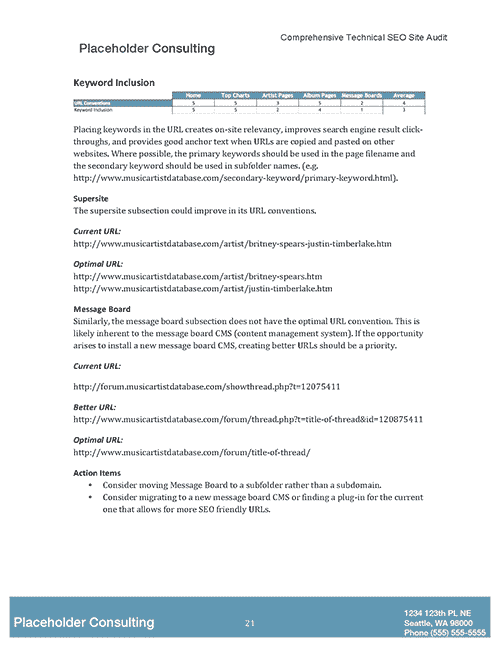 Comprehensive Technical SEO Site Audit
Placeholder Consulting
Keyword Inclusion
Home Top Charts Artist Pages Album Pages Message Boards Average
URL Conventions 5 5 3 5 2 4
Keyword Inclusion 5 5 2 4 1 3
Placing keywords in the URL creates on-site relevancy, improves search engine result click-
throughs, and provides good anchor text when URLs are copied and pasted on other
websites. Where possible, the primary keywords should be used in the page filename and
the secondary keyword should be used in subfolder names. (e.g.
http://www.musicartistdatabase.com/secondary-keyword/primary-keyword.html).
Supersite
The supersite subsection could improve in its URL conventions.
Current URL:
http://www.musicartistdatabase.com/artist/britney-spears-justin-timberlake.htm
Optimal URL:
http://www.musicartistdatabase.com/artist/britney-spears.htm
http://www.musicartistdatabase.com/artist/justin-timberlake.htm
Message Board
Similarly, the message board subsection does not have the optimal URL convention. This is
likely inherent to the message board CMS (content management system). If the opportunity
arises to install a new message board CMS, creating better URLs should be a priority.
Current URL:
http://forum.musicartistdatabase.com/showthread.php?t=12075411
Better URL:
http://www.musicartistdatabase.com/forum/thread.php?t=title-of-thread&id=120875411
Optimal URL:
http://www.musicartistdatabase.com/forum/title-of-thread/
Action Items
• Consider moving Message Board to a subfolder rather than a subdomain.
• Consider migrating to a new message board CMS or finding a plug-in for the current
one that allows for more SEO friendly URLs.
Placeholder Consulting
21
1234 123th PL NE
Seattle, WA 98000
Phone (555) 555-5555